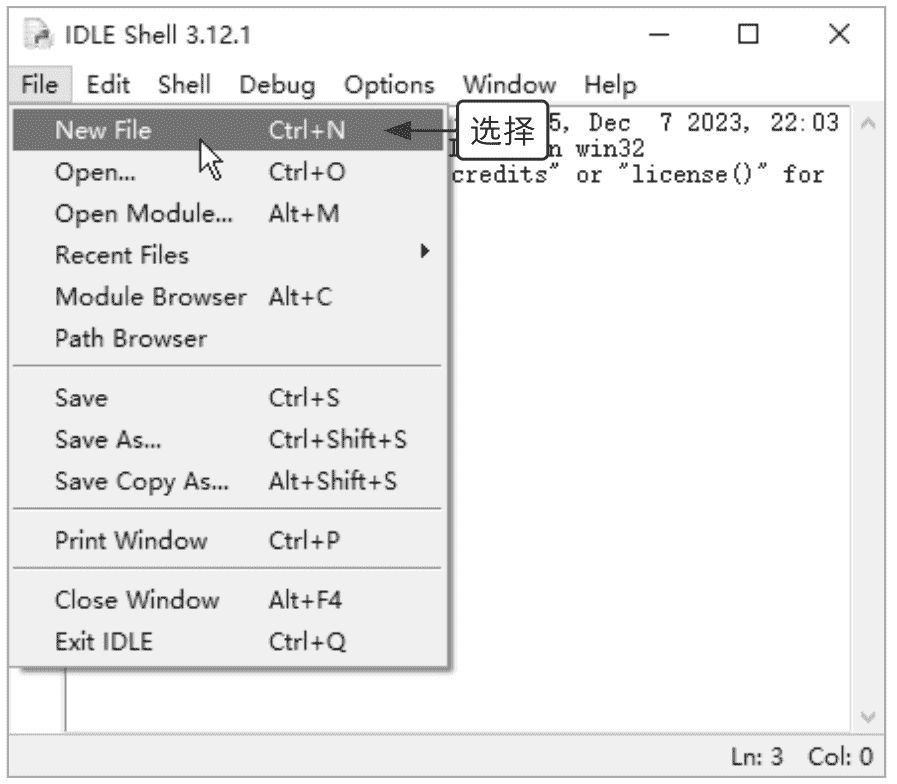 IDLE Shell 3.12.1
File Edit Shell Debug Options Window Help
New File Ctrl+N
选择
5, Dec 7 2023, 22:03
Open... Ctrl+O
n win32
credits" or "license()" for
Open Module... Alt+M
Recent Files
Module Browser Alt+C
Path Browser
Save Ctrl+S
Save As... Ctrl+Shift+S
Save Copy As... Alt+Shift+S
Print Window Ctrl+P
Close Window Alt+F4
Exit IDLE Ctrl+Q
Ln: 3 Col: 0